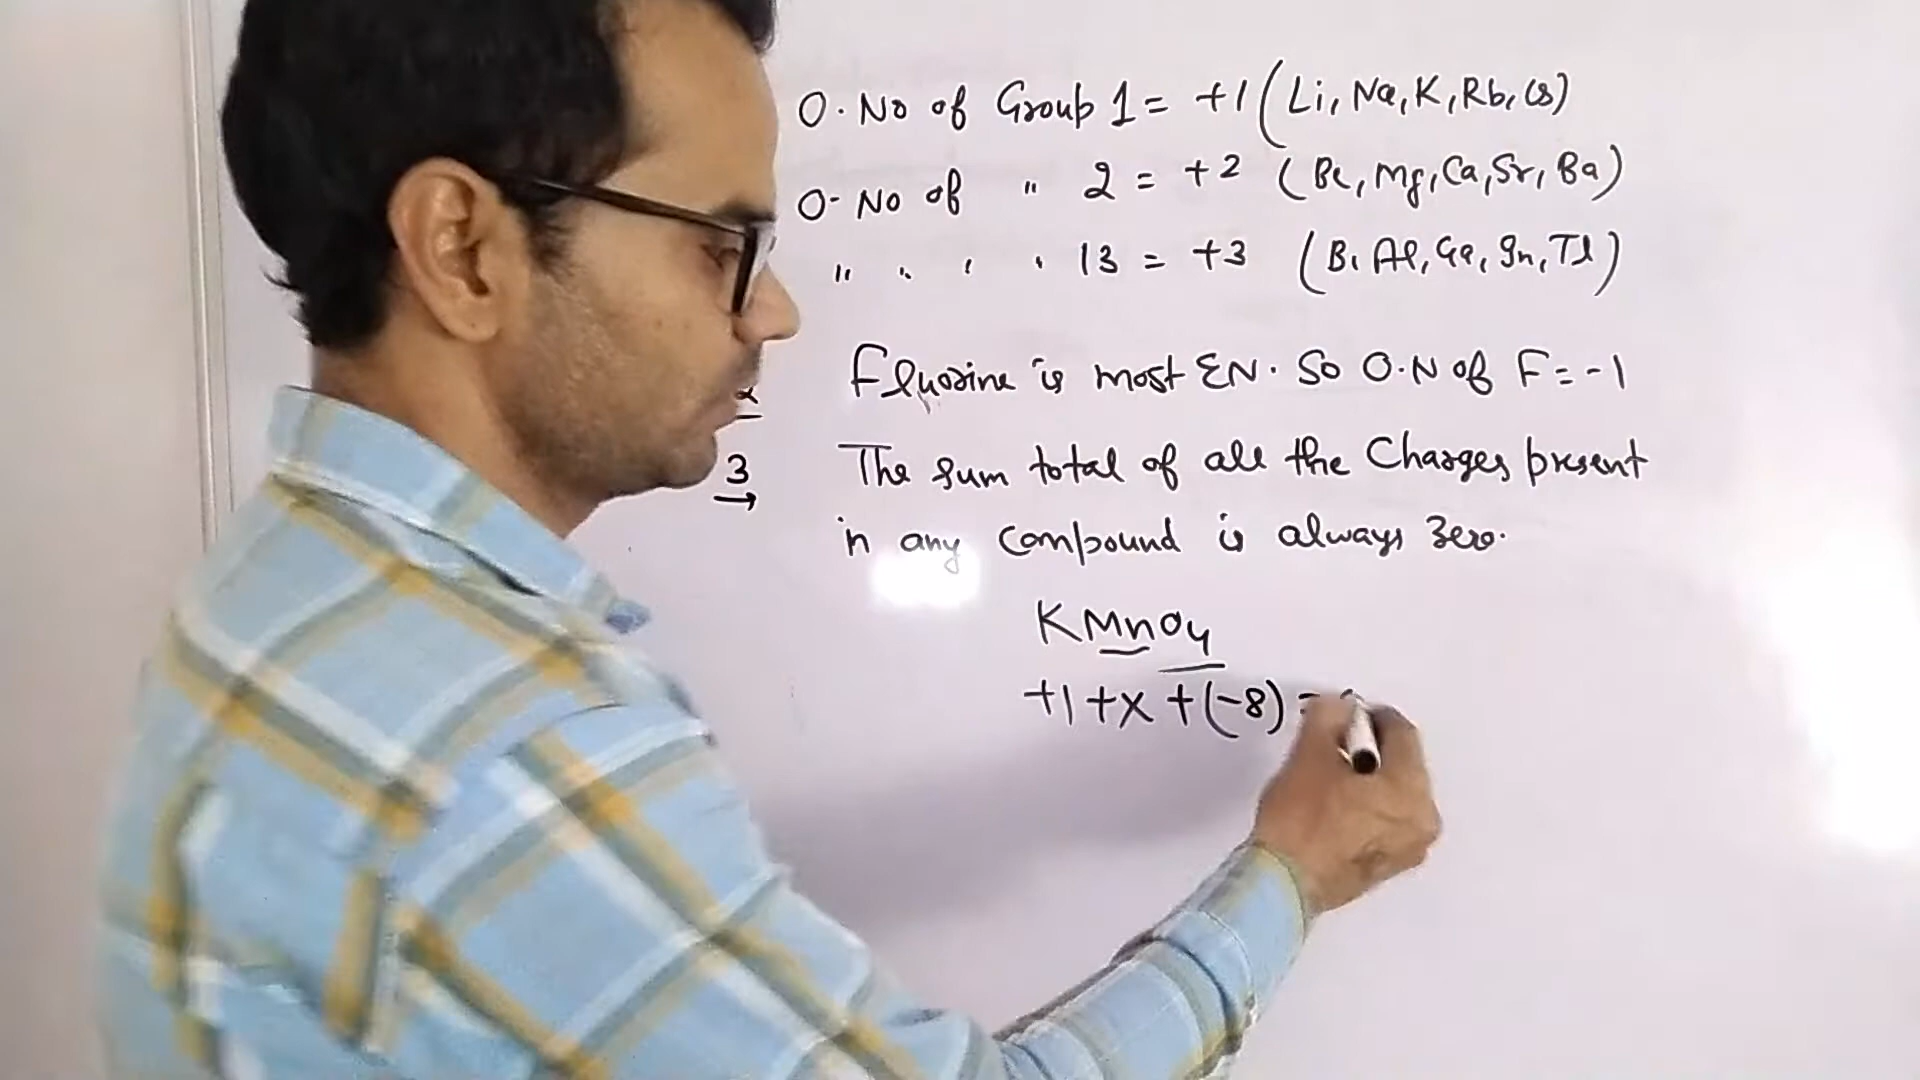 O. No of Group 1 = +1 (Li, Na, K, Rb, Cs)
O- No of " 2 = +2 (Be, Mg, Ca, Sr, Ba)
" " " " 13 = +3 (B, Al, Ga, In, Tl)
Fluorine is most EN. So O.N of F = -1
3 The sum total of all the Charges present
in any compound is always zero.
KMnO4
+1 +x +(-8) =